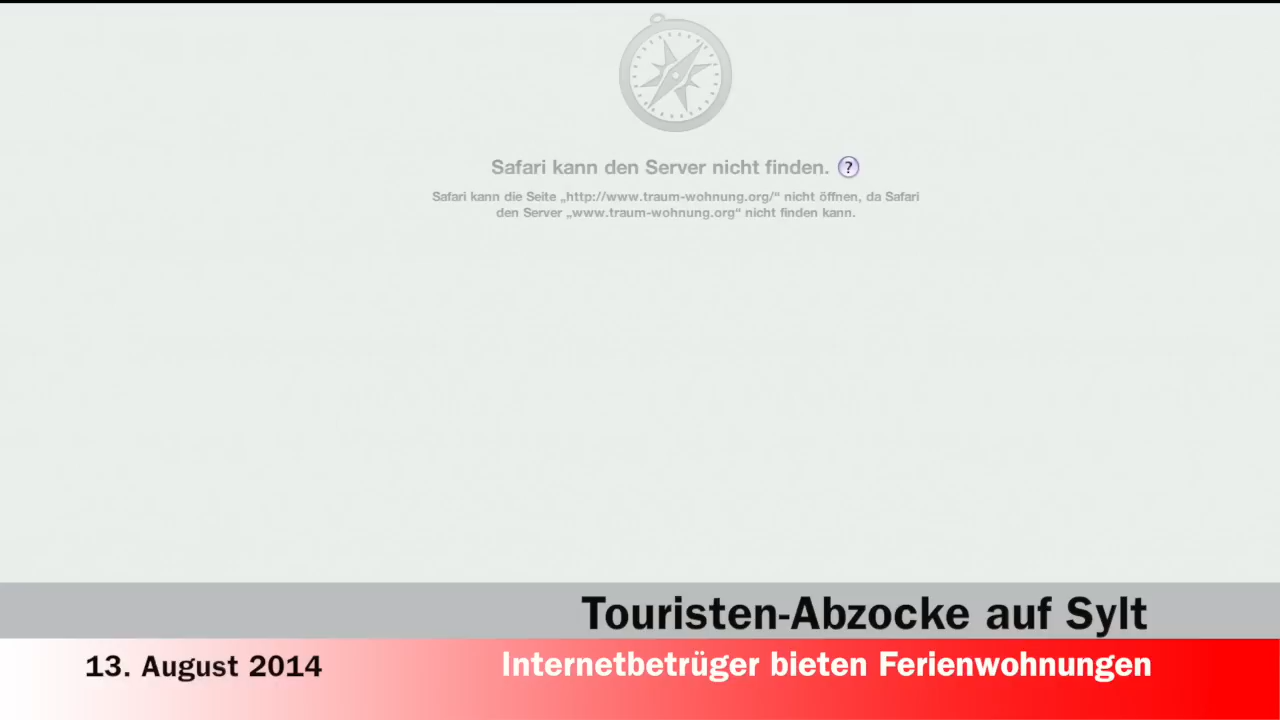 Safari kann den Server nicht finden. ?
Safari kann die Seite „http://www.traum-wohnung.org/“ nicht öffnen, da Safari
den Server „www.traum-wohnung.org“ nicht finden kann.
Touristen-Abzocke auf Sylt
13. August 2014 Internetbetrüger bieten Ferienwohnungen